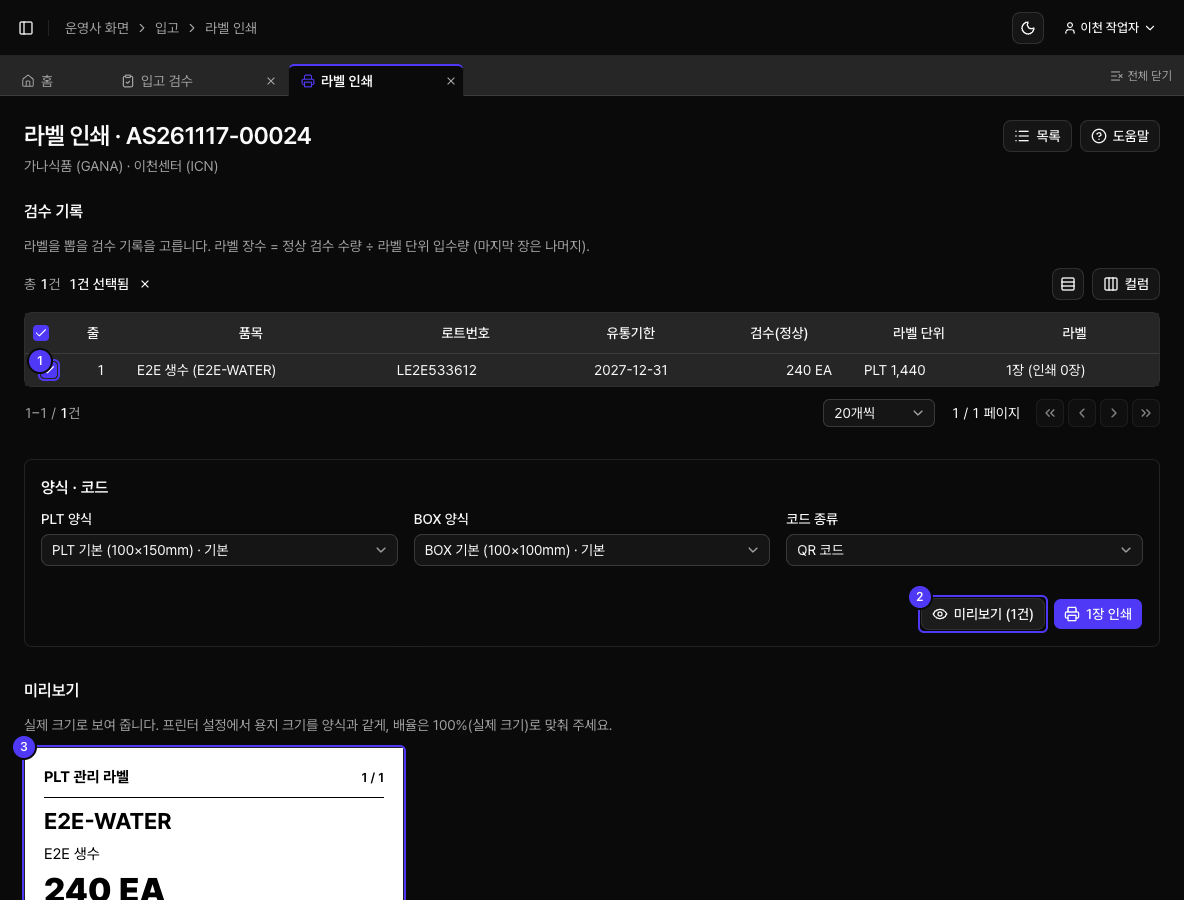 운영사 화면 > 입고 > 라벨 인쇄
이천 작업자
홈
입고 검수 ×
라벨 인쇄 ×
전체 닫기
라벨 인쇄 · AS261117-00024
목록
도움말
가나식품 (GANA) · 이천센터 (ICN)
검수 기록
라벨을 뽑을 검수 기록을 고릅니다. 라벨 장수 = 정상 검수 수량 ÷ 라벨 단위 입수량 (마지막 장은 나머지).
총 1건 1건 선택됨 ×
컬럼
줄 품목 로트번호 유통기한 검수(정상) 라벨 단위 라벨
1
1 E2E 생수 (E2E-WATER) LE2E533612 2027-12-31 240 EA PLT 1,440 1장 (인쇄 0장)
1–1 / 1건
20개씩
1 / 1 페이지
양식 · 코드
PLT 양식 BOX 양식 코드 종류
PLT 기본 (100×150mm) · 기본 BOX 기본 (100×100mm) · 기본 QR 코드
2
미리보기 (1건)
1장 인쇄
미리보기
실제 크기로 보여 줍니다. 프린터 설정에서 용지 크기를 양식과 같게, 배율은 100%(실제 크기)로 맞춰 주세요.
3
PLT 관리 라벨 1 / 1
E2E-WATER
E2E 생수
240 EA